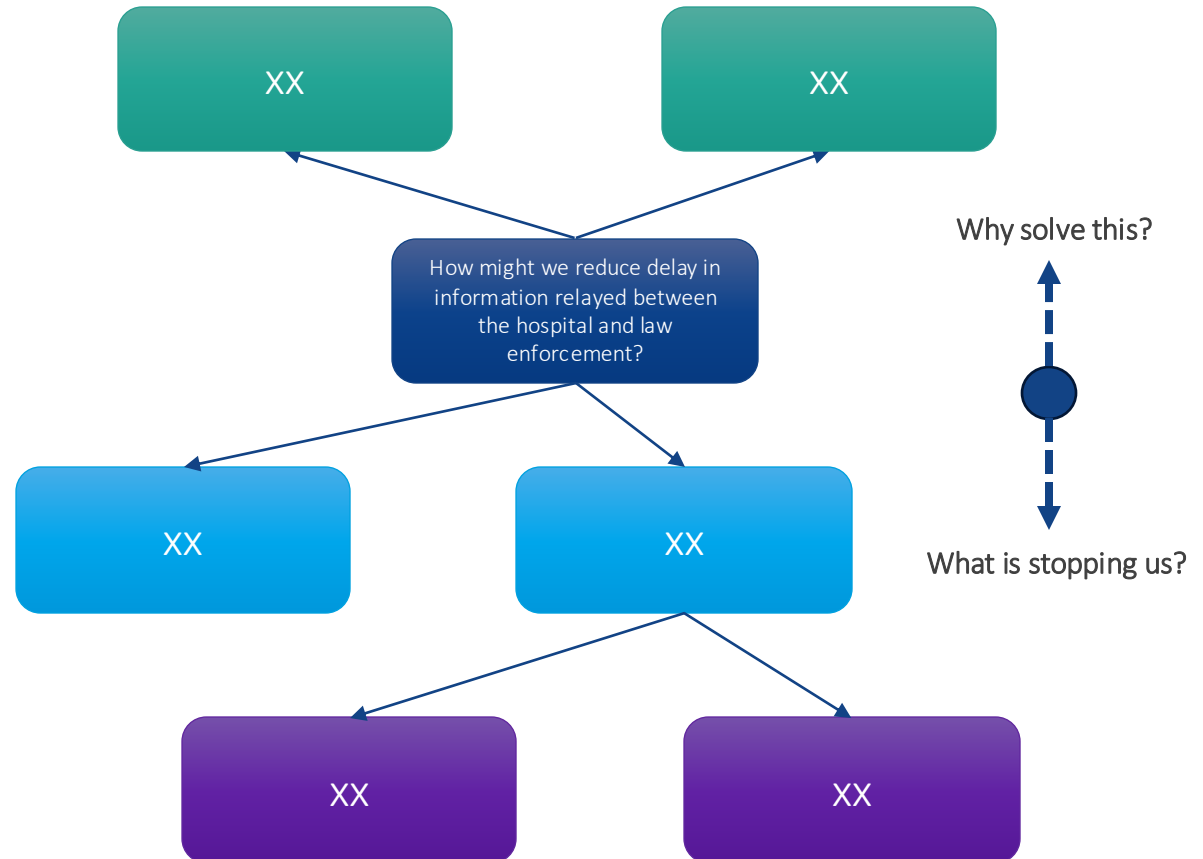 XX
XX
Why solve this?
How might we reduce delay in
information relayed between
the hospital and law
enforcement?
XX
XX
What is stopping us?
XX
XX